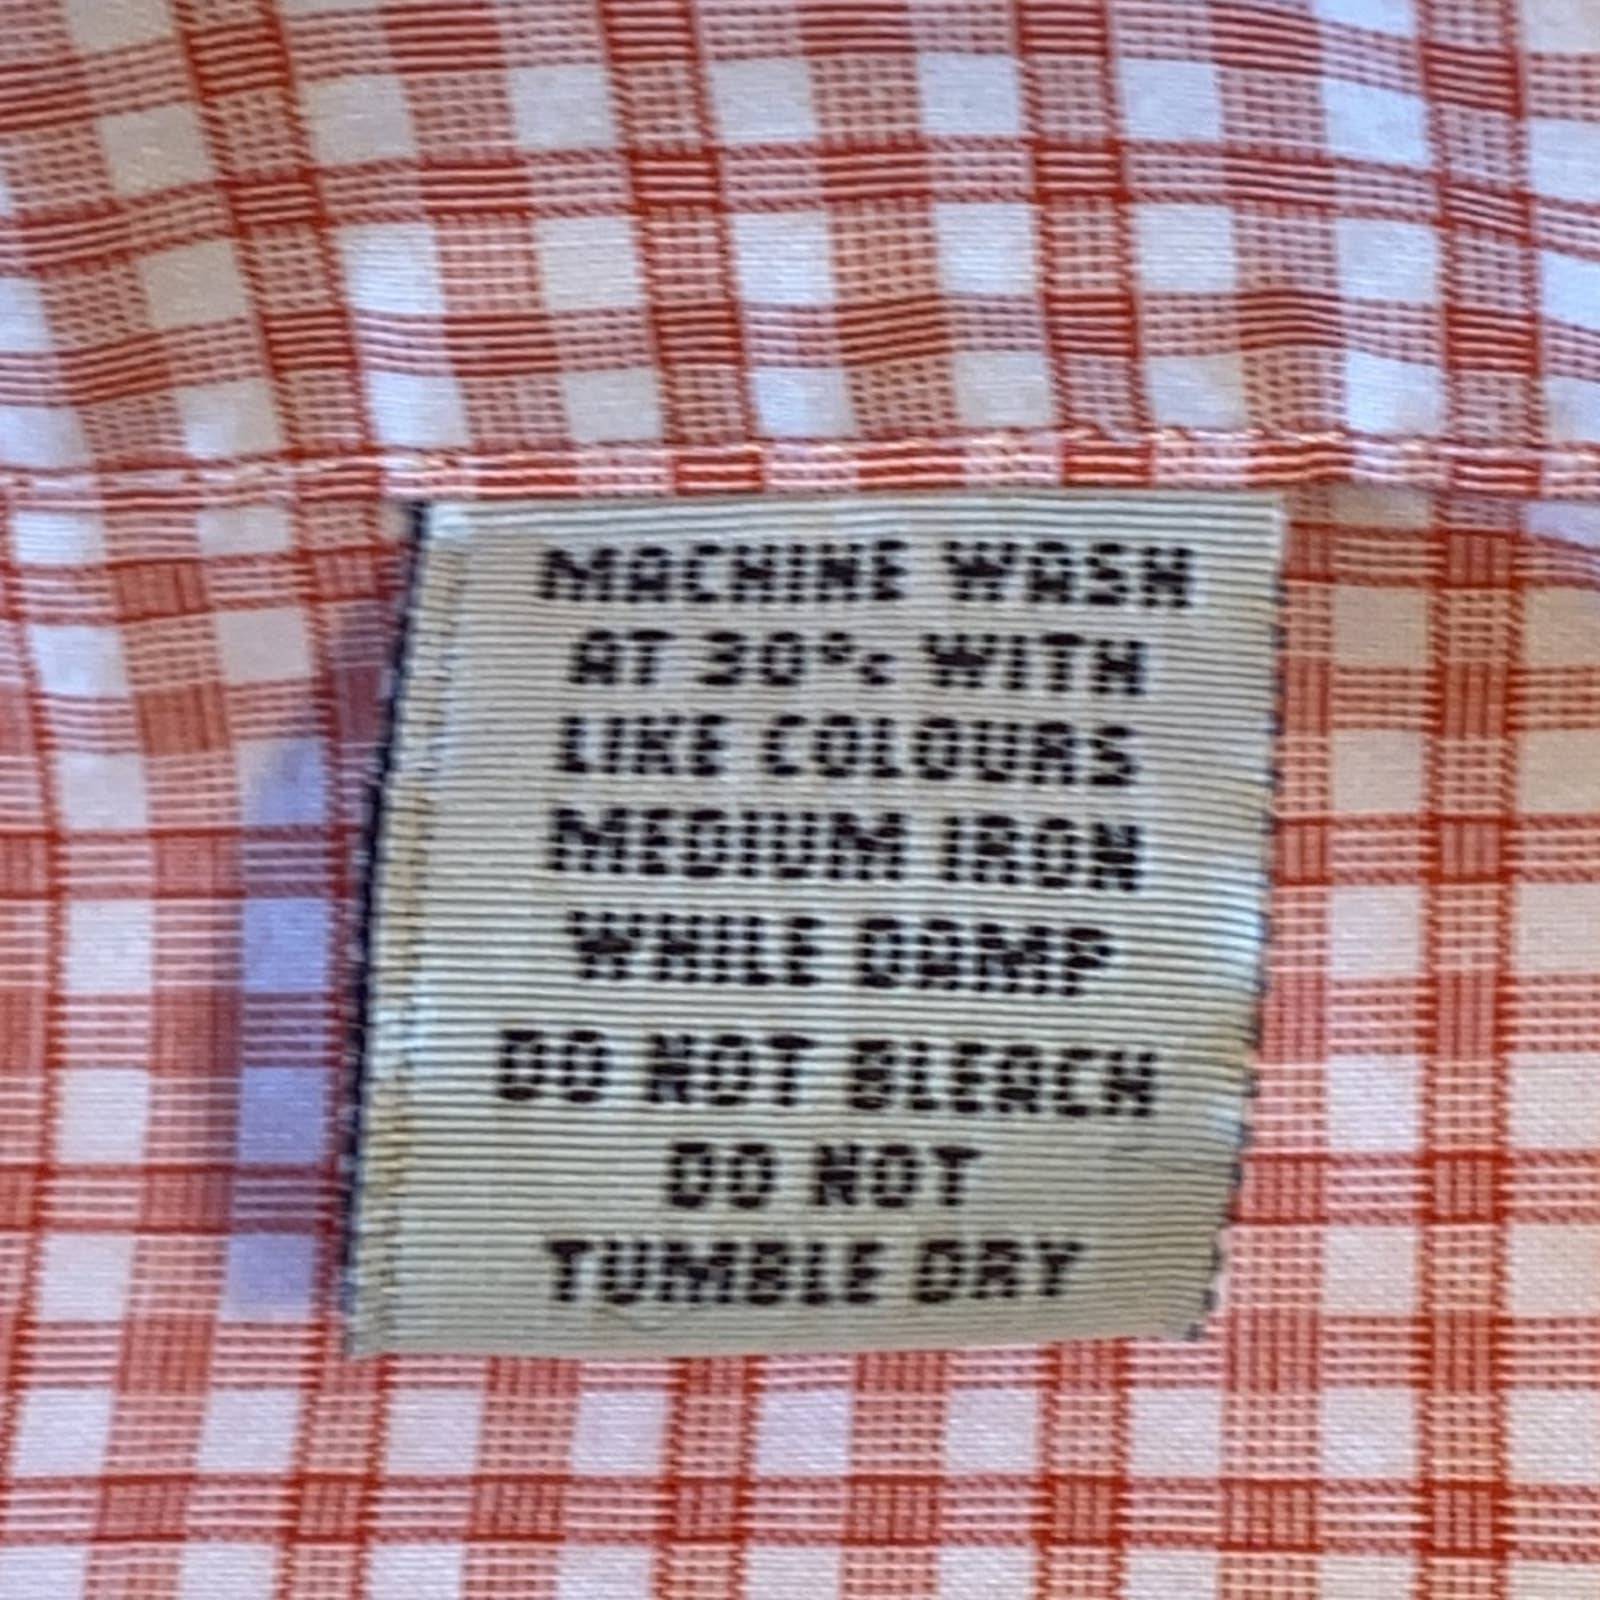 MACHINE WASH
AT 30°c WITH
LIKE COLOURS
MEDIUM IRON
WHILE DAMP
DO NOT BLEACH
DO NOT
TUMBLE DRY